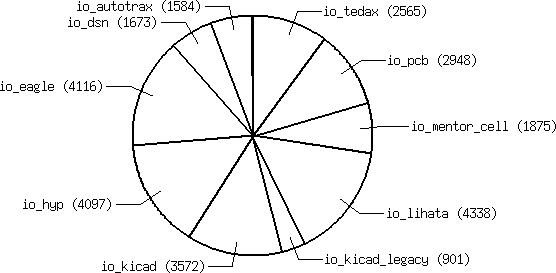 io_autotrax (1584)
io_tedax (2565)
io_dsn (1673)
io_pcb (2948)
io_eagle (4116)
io_mentor_cell (1875)
io_hyp (4097)
io_lihata (4338)
io_kicad (3572)
io_kicad_legacy (901)